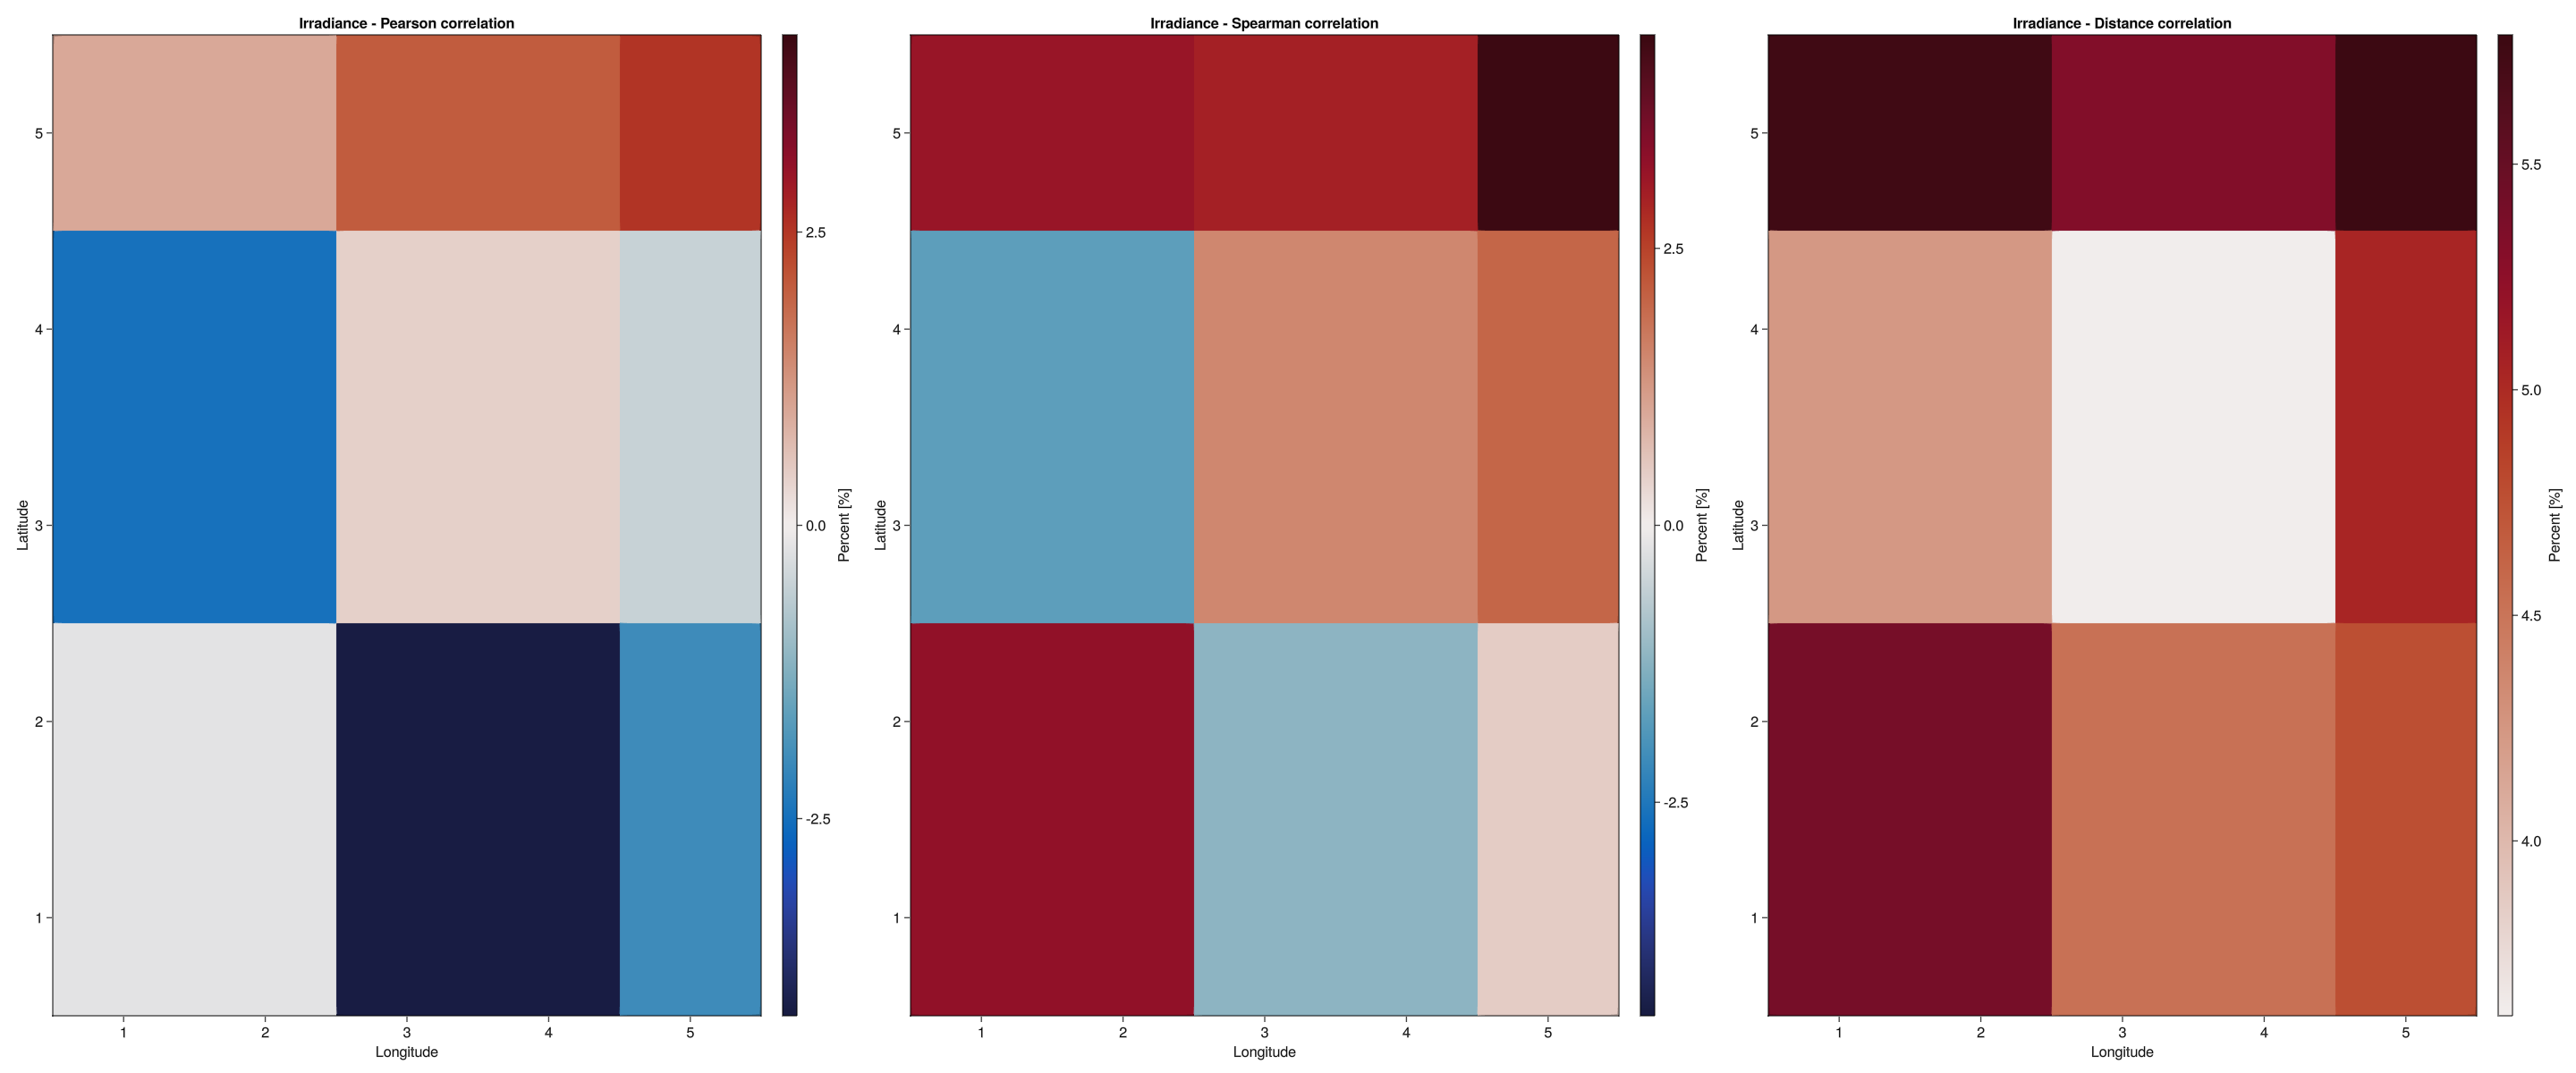 Irradiance - Pearson correlation
5
4
3
2
1
Latitude
1 2 3 4 5
Longitude
2.5
0.0
-2.5
Percent [%]
Irradiance - Spearman correlation
5
4
3
2
1
Latitude
1 2 3 4 5
Longitude
2.5
0.0
-2.5
Percent [%]
Irradiance - Distance correlation
5
4
3
2
1
Latitude
1 2 3 4 5
Longitude
5.5
5.0
4.5
4.0
Percent [%]